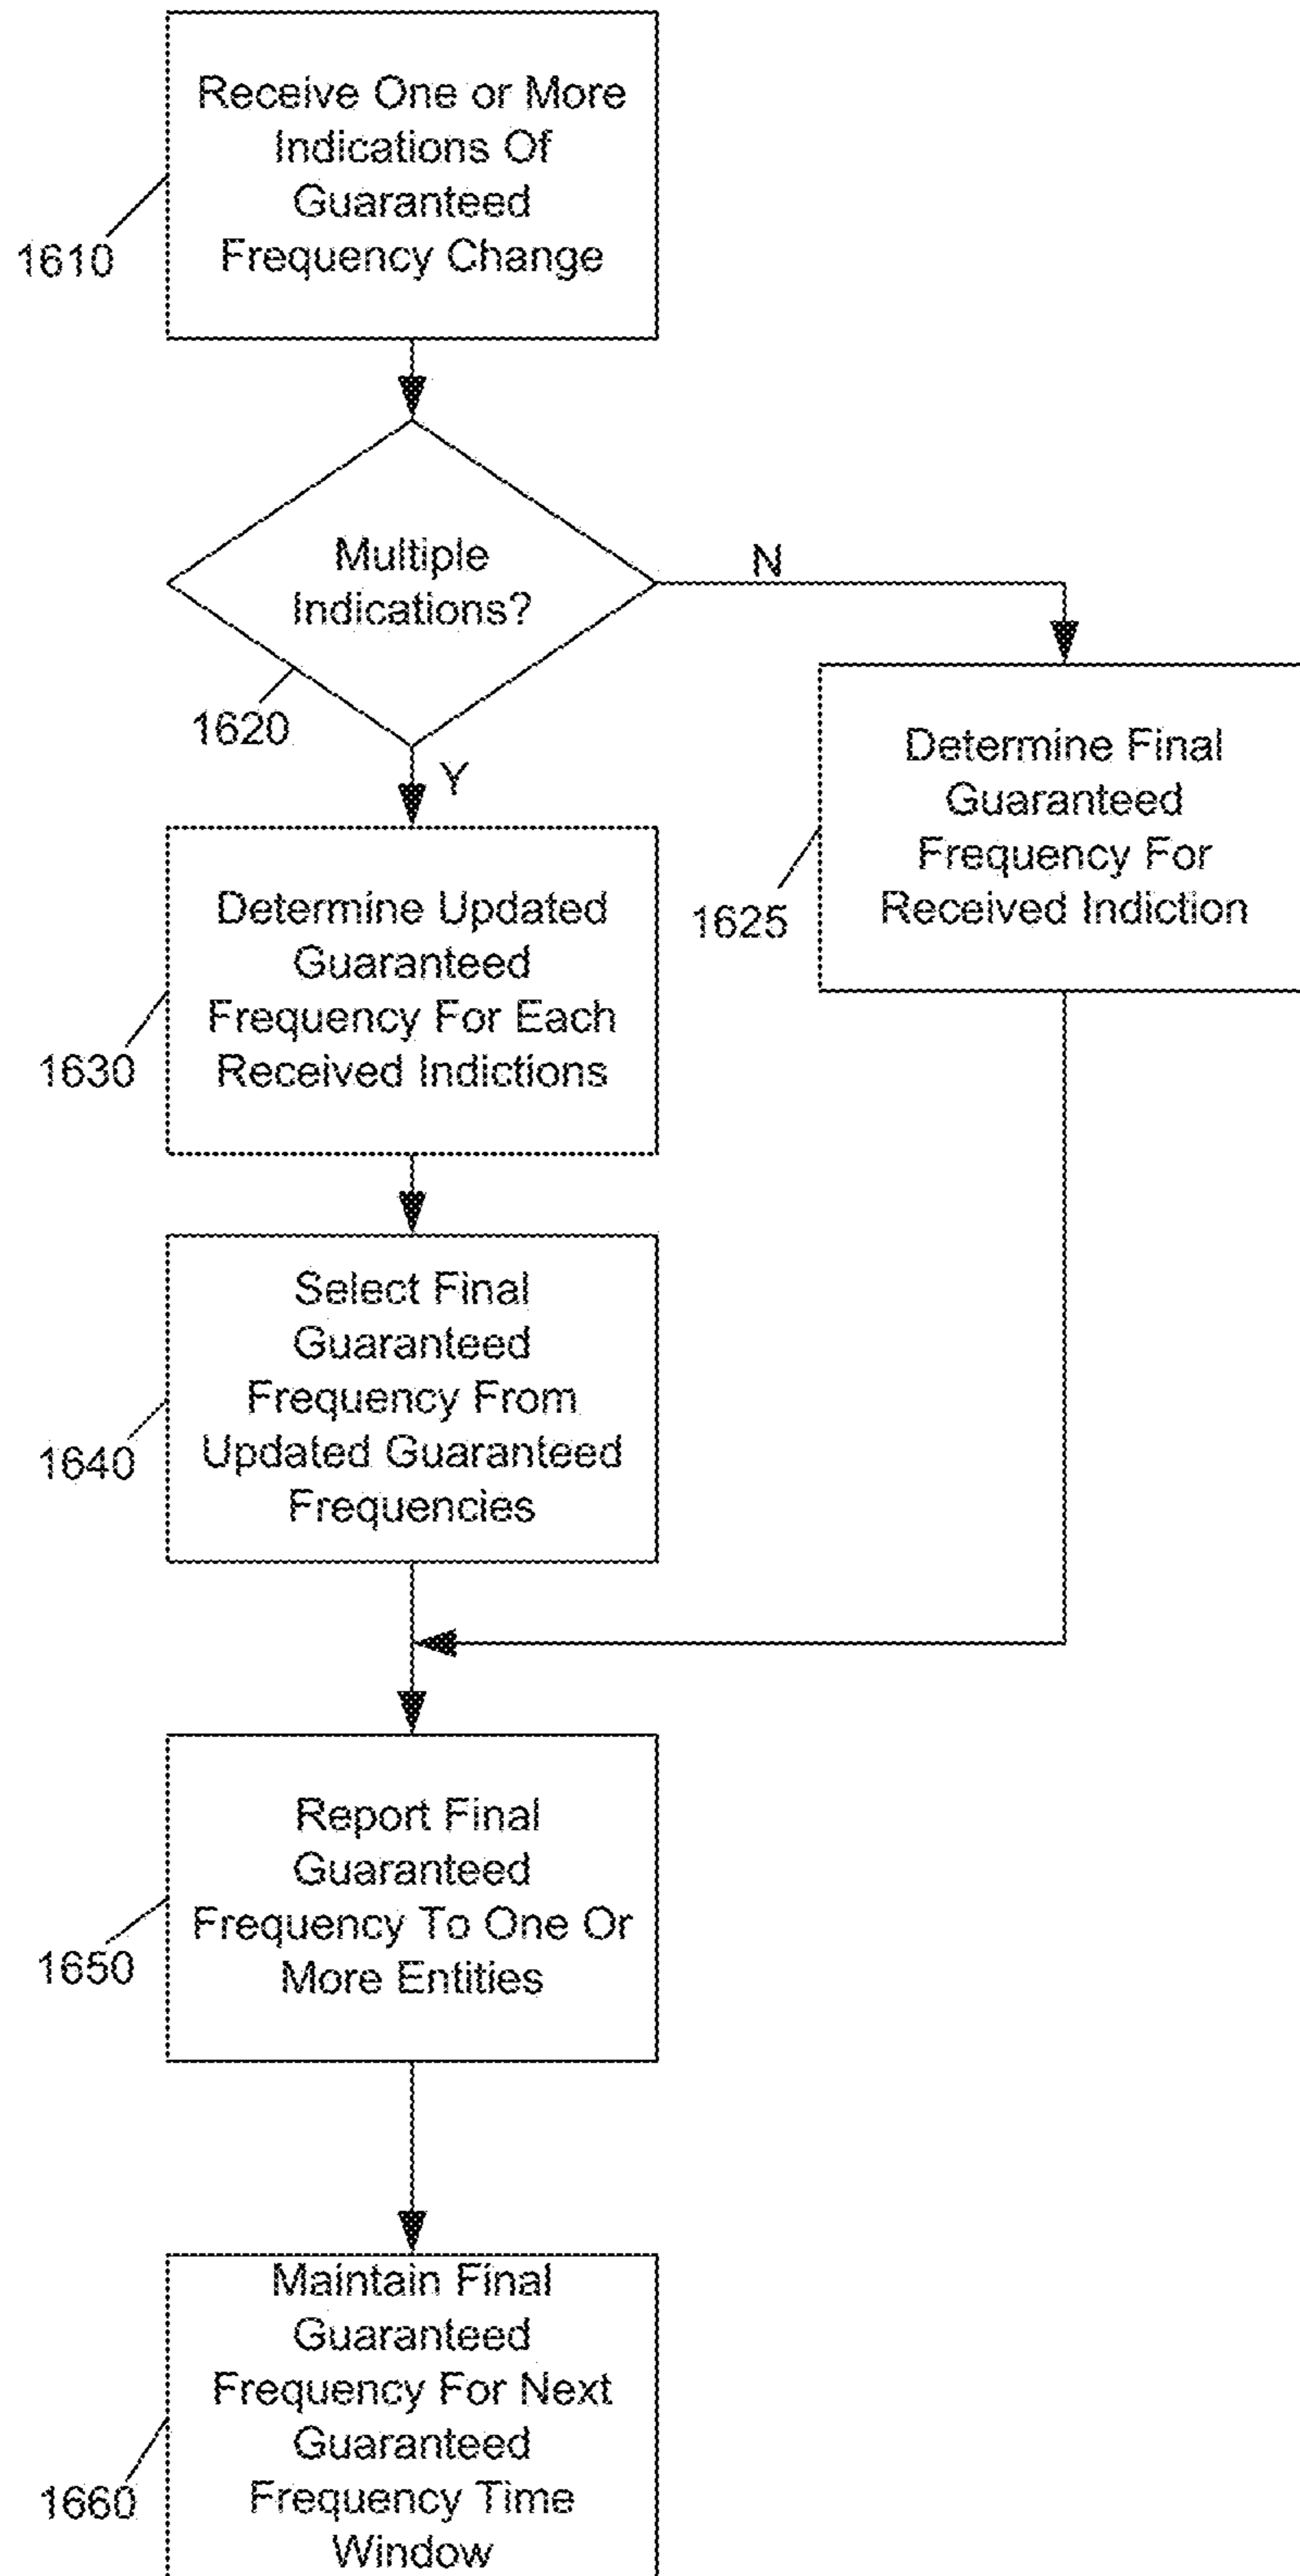 Receive One or More
Indications Of
Guaranteed
Frequency Change
1610
Multiple
Indications?
N
1620
Y
Determine Final
Guaranteed
Frequency For
Received Indiction
1625
Determine Updated
Guaranteed
Frequency For Each
Received Indictions
1630
Select Final
Guaranteed
Frequency From
Updated Guaranteed
Frequencies
1640
Report Final
Guaranteed
Frequency To One Or
More Entities
1650
Maintain Final
Guaranteed
Frequency For Next
Guaranteed
Frequency Time
Window
1660